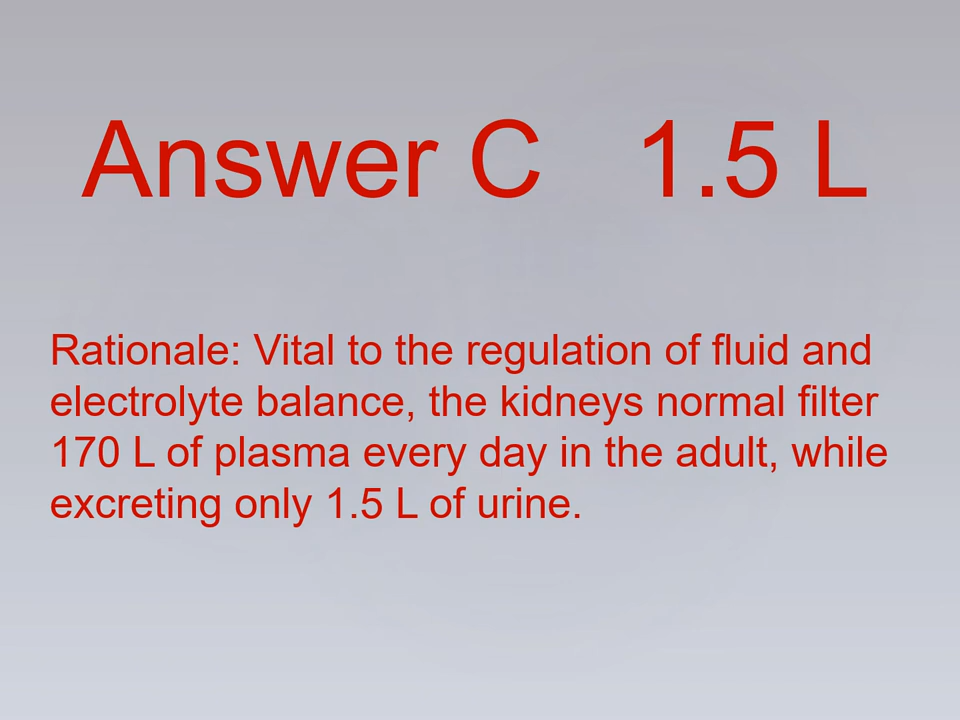 Answer C 1.5 L
Rationale: Vital to the regulation of fluid and
electrolyte balance, the kidneys normal filter
170 L of plasma every day in the adult, while
excreting only 1.5 L of urine.